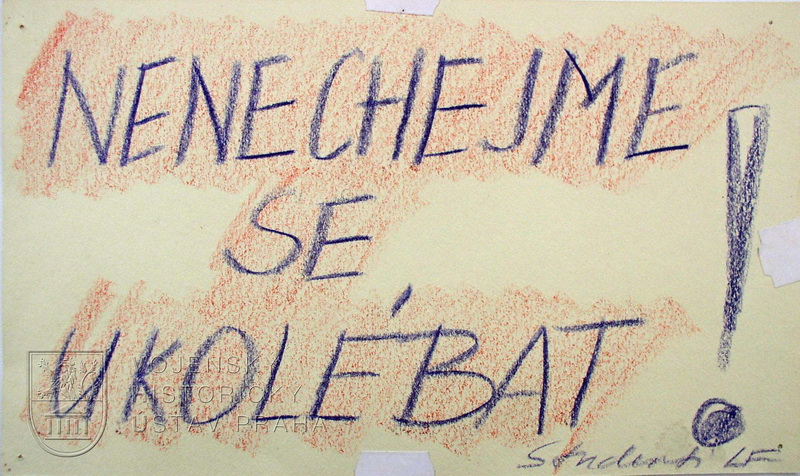 NENECHEJME
SE
UKOLÉBAT !
VOJENSKÝ
HISTORICKÝ
ÚSTAV PRAHA
Studenti LF